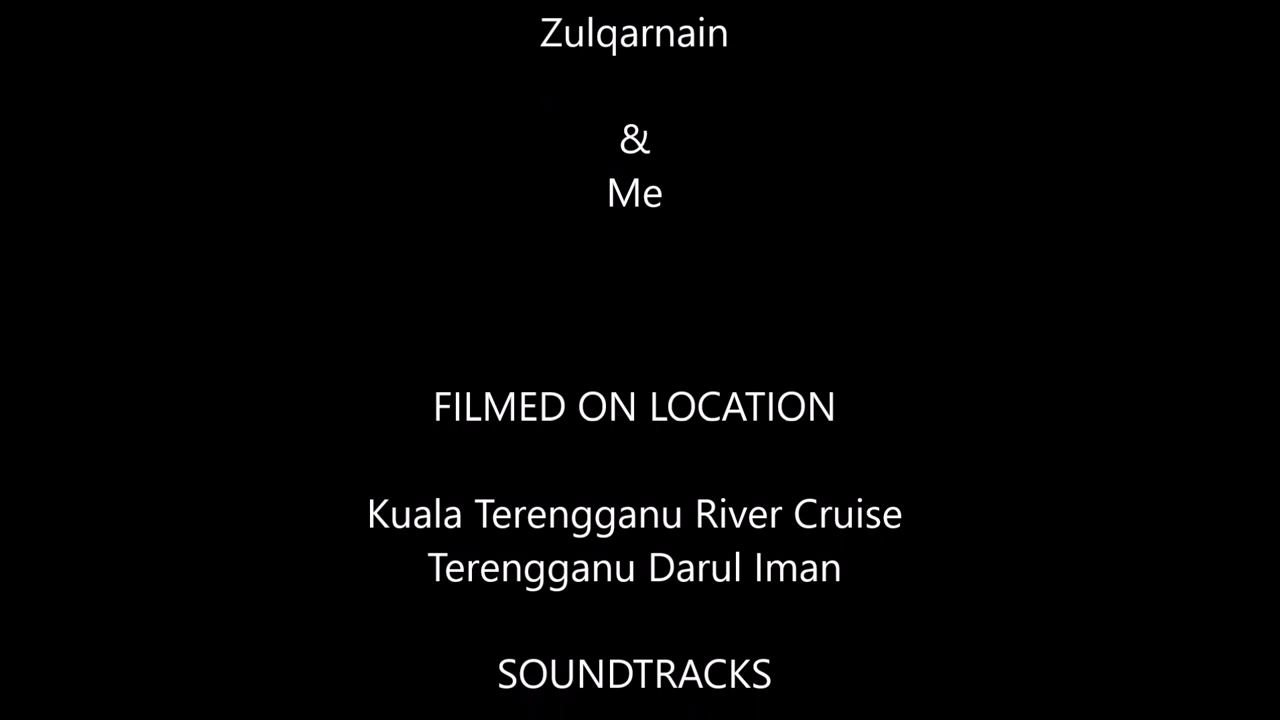 Zulqarnain
&
Me
FILMED ON LOCATION
Kuala Terengganu River Cruise
Terengganu Darul Iman
SOUNDTRACKS